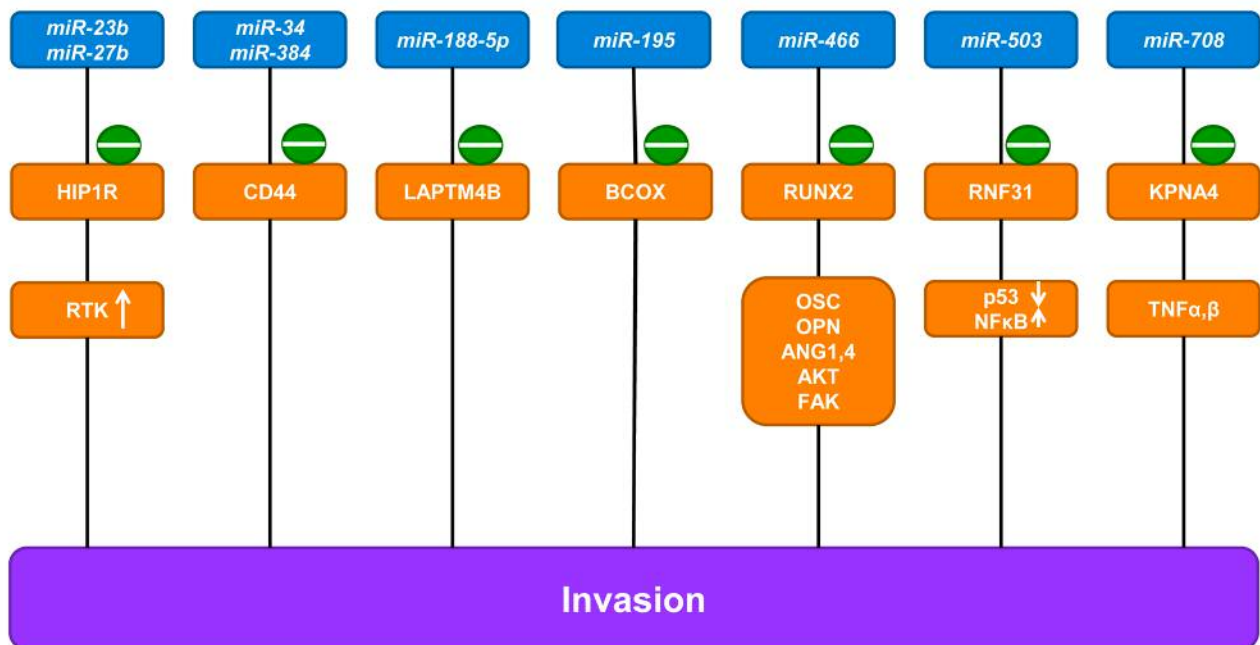 miR-23b
miR-27b
miR-34
miR-384
miR-188-5p
miR-195
miR-466
miR-503
miR-708
HIP1R
CD44
LAPTM4B
BCOX
RUNX2
RNF31
KPNA4
RTK ↑
OSC
OPN
ANG1,4
AKT
FAK
p53 ↓
NFκB ↑
TNFα,β
Invasion